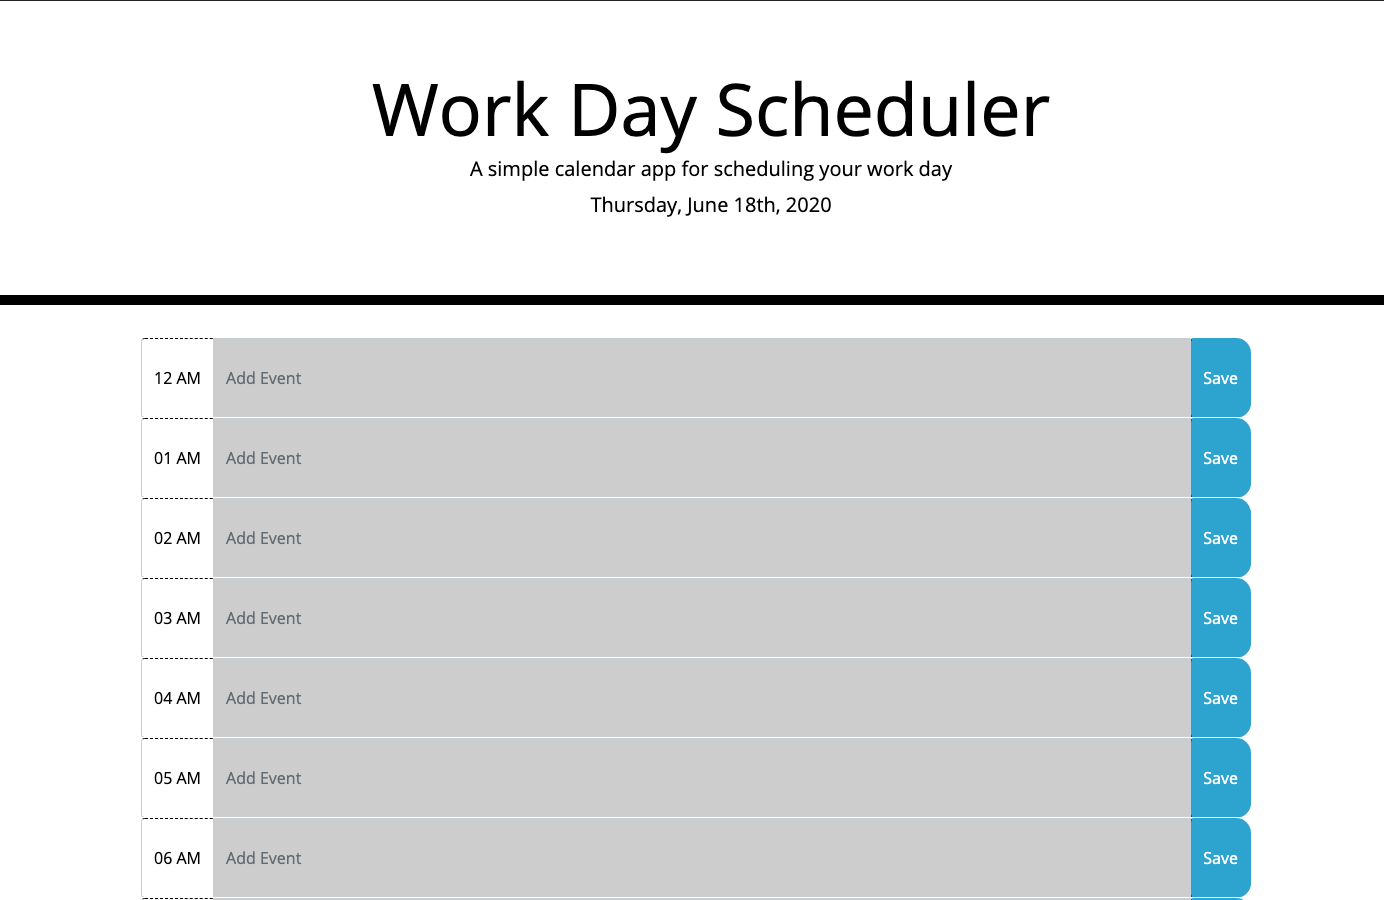 Work Day Scheduler
A simple calendar app for scheduling your work day
Thursday, June 18th, 2020
12 AM Add Event Save
01 AM Add Event Save
02 AM Add Event Save
03 AM Add Event Save
04 AM Add Event Save
05 AM Add Event Save
06 AM Add Event Save